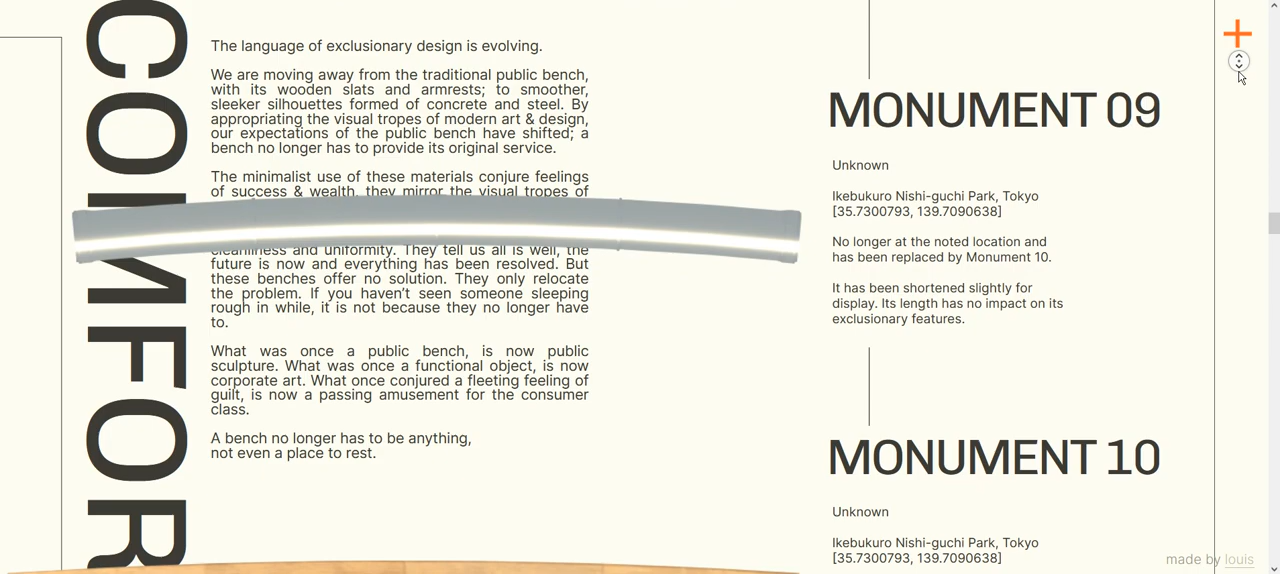 COMFOR
The language of exclusionary design is evolving.
We are moving away from the traditional public bench,
with its wooden slats and armrests; to smoother,
sleeker silhouettes formed of concrete and steel. By
appropriating the visual tropes of modern art & design,
our expectations of the public bench have shifted; a
bench no longer has to provide its original service.
The minimalist use of these materials conjure feelings
of success & wealth, they mirror the visual tropes of
cleanliness and uniformity. They tell us all is well, the
future is now and everything has been resolved. But
these benches offer no solution. They only relocate
the problem. If you haven’t seen someone sleeping
rough in while, it is not because they no longer have
to.
What was once a public bench, is now public
sculpture. What was once a functional object, is now
corporate art. What once conjured a fleeting feeling of
guilt, is now a passing amusement for the consumer
class.
A bench no longer has to be anything,
not even a place to rest.
MONUMENT 09
Unknown
Ikebukuro Nishi-guchi Park, Tokyo
[35.7300793, 139.7090638]
No longer at the noted location and
has been replaced by Monument 10.
It has been shortened slightly for
display. Its length has no impact on its
exclusionary features.
MONUMENT 10
Unknown
Ikebukuro Nishi-guchi Park, Tokyo
[35.7300793, 139.7090638]
made by louis